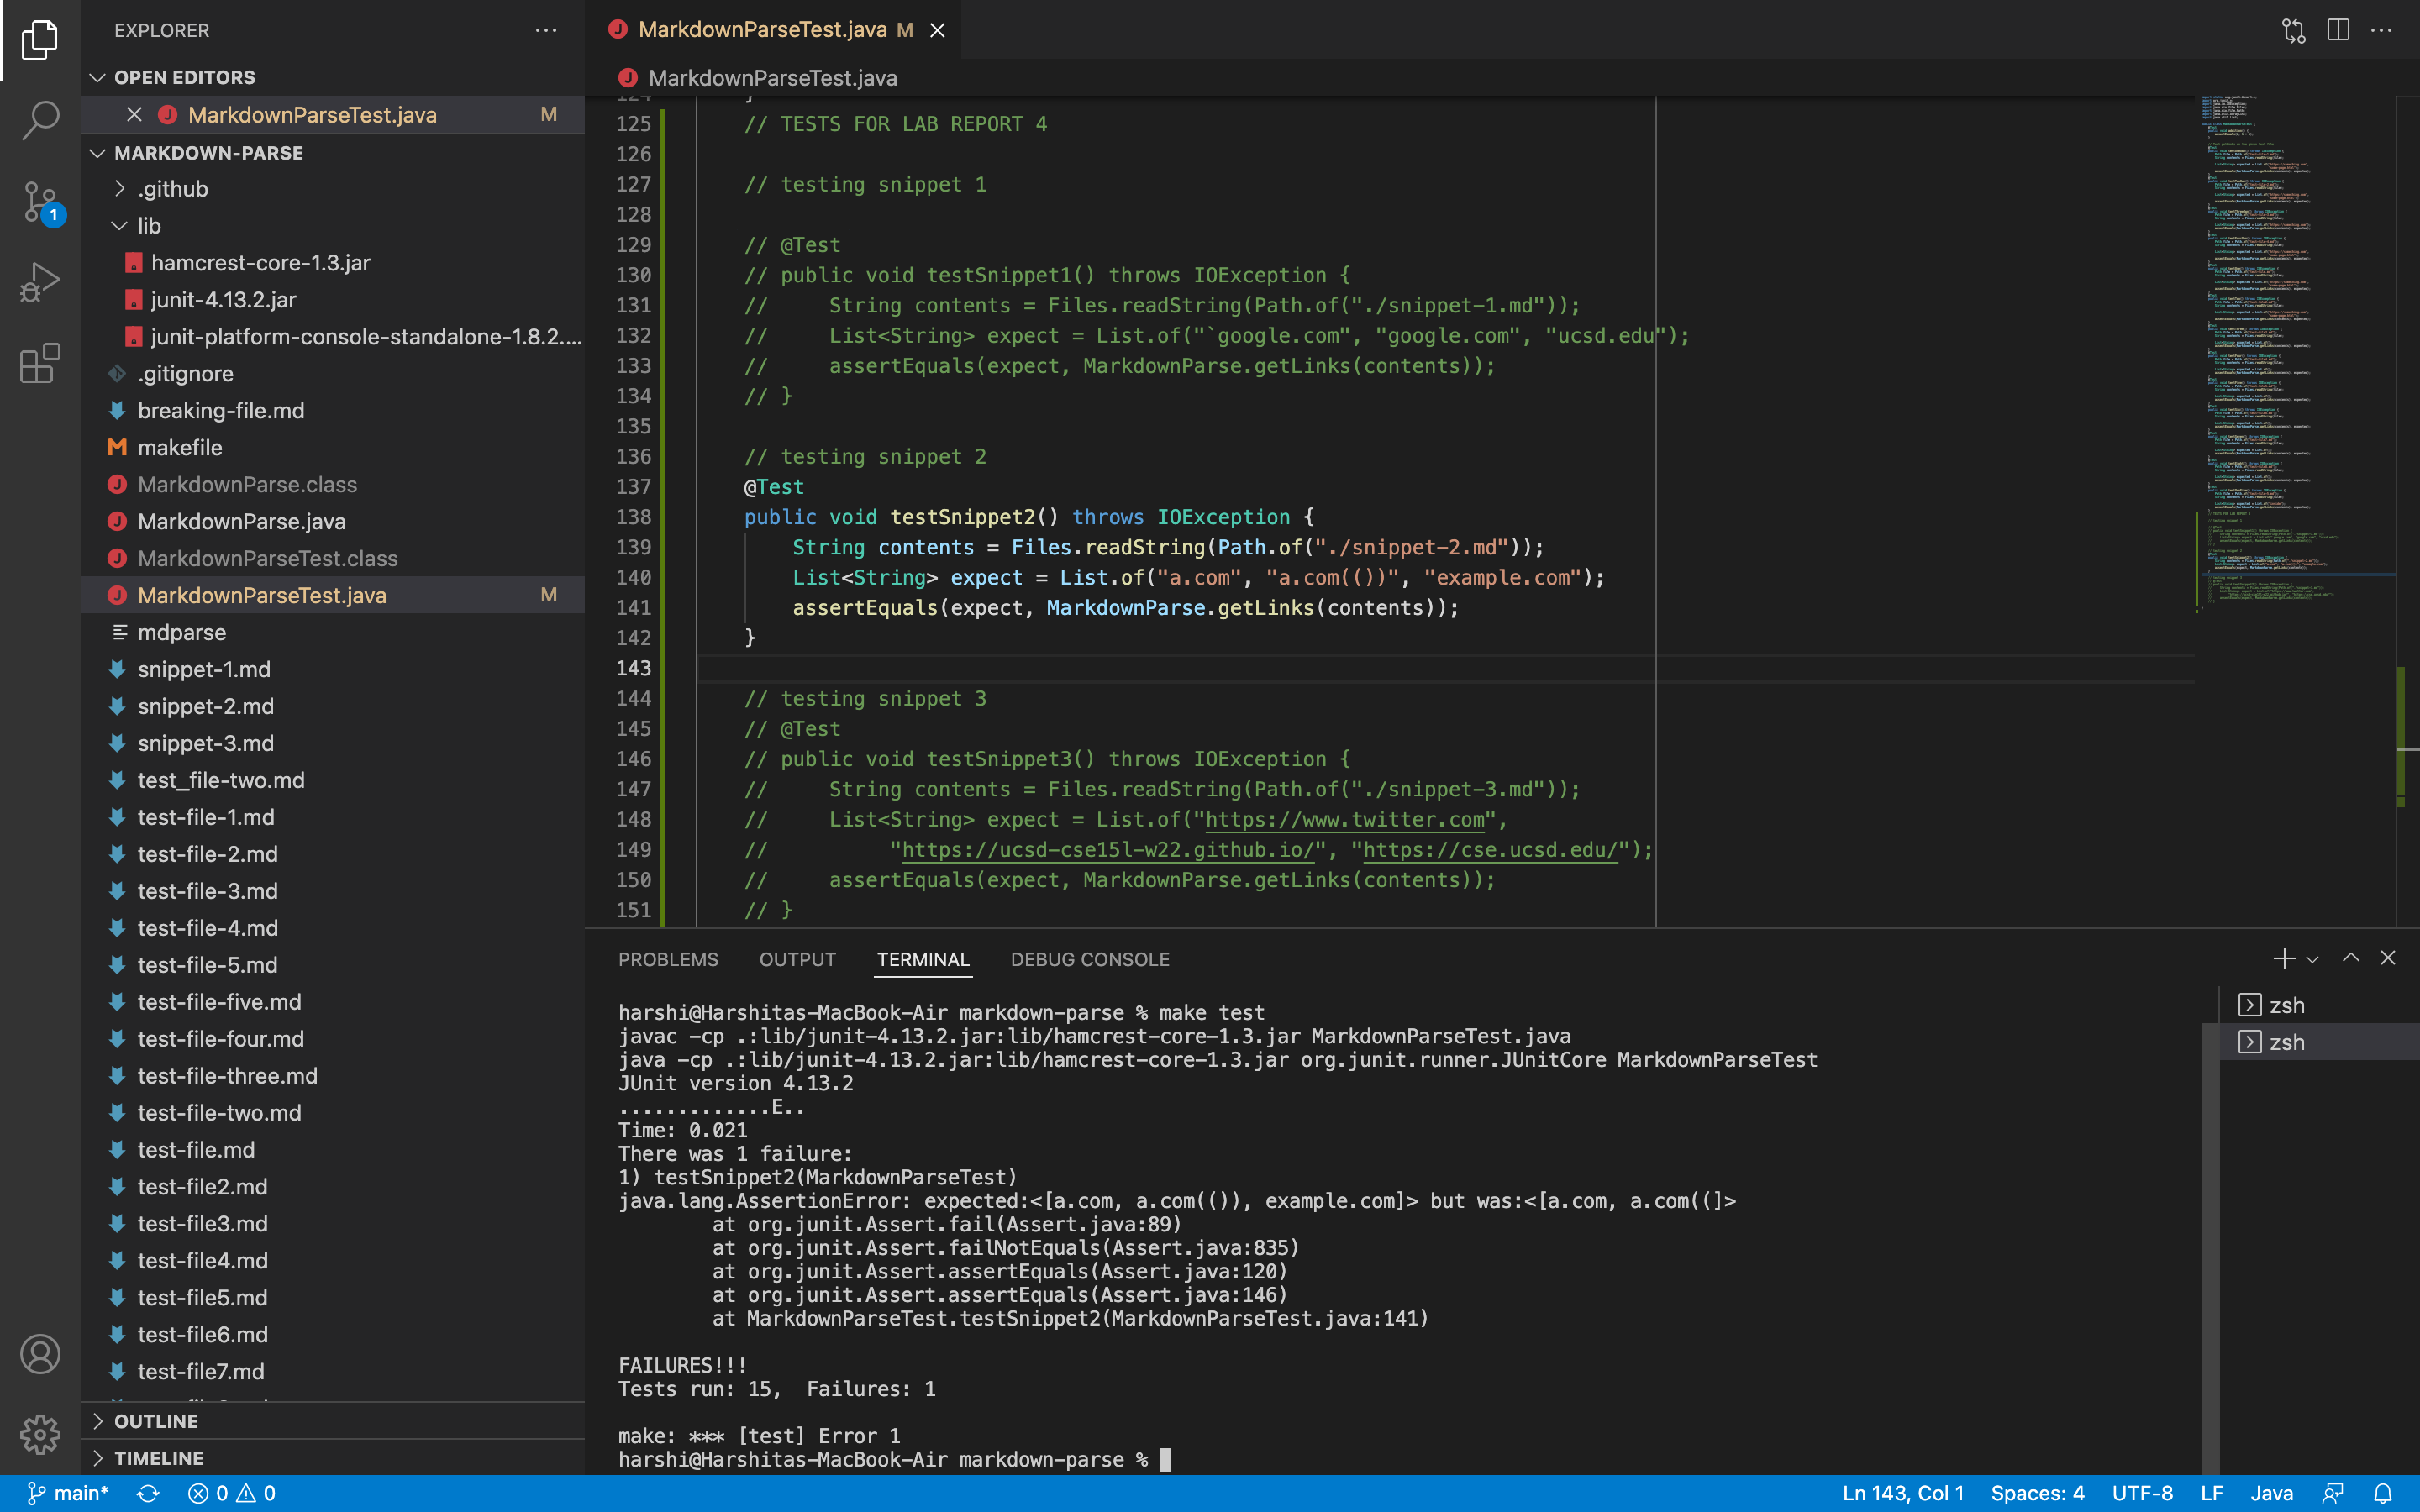 EXPLORER
OPEN EDITORS
MarkdownParseTest.java M
MARKDOWN-PARSE
.github
lib
hamcrest-core-1.3.jar
junit-4.13.2.jar
junit-platform-console-standalone-1.8.2....
.gitignore
breaking-file.md
makefile
MarkdownParse.class
MarkdownParse.java
MarkdownParseTest.class
MarkdownParseTest.java M
mdparse
snippet-1.md
snippet-2.md
snippet-3.md
test_file-two.md
test-file-1.md
test-file-2.md
test-file-3.md
test-file-4.md
test-file-5.md
test-file-five.md
test-file-four.md
test-file-three.md
test-file-two.md
test-file.md
test-file2.md
test-file3.md
test-file4.md
test-file5.md
test-file6.md
test-file7.md
OUTLINE
TIMELINE
1
MarkdownParseTest.java M
MarkdownParseTest.java
124 }
125 // TESTS FOR LAB REPORT 4
126
127 // testing snippet 1
128
129 // @Test
130 // public void testSnippet1() throws IOException {
131 //     String contents = Files.readString(Path.of("./snippet-1.md"));
132 //     List<String> expect = List.of("`google.com", "google.com", "ucsd.edu");
133 //     assertEquals(expect, MarkdownParse.getLinks(contents));
134 // }
135
136 // testing snippet 2
137 @Test
138 public void testSnippet2() throws IOException {
139     String contents = Files.readString(Path.of("./snippet-2.md"));
140     List<String> expect = List.of("a.com", "a.com(())", "example.com");
141     assertEquals(expect, MarkdownParse.getLinks(contents));
142 }
143
144 // testing snippet 3
145 // @Test
146 // public void testSnippet3() throws IOException {
147 //     String contents = Files.readString(Path.of("./snippet-3.md"));
148 //     List<String> expect = List.of("https://www.twitter.com",
149 //          "https://ucsd-cse15l-w22.github.io/", "https://cse.ucsd.edu/");
150 //     assertEquals(expect, MarkdownParse.getLinks(contents));
151 // }
PROBLEMS OUTPUT TERMINAL DEBUG CONSOLE
harshi@Harshitas-MacBook-Air markdown-parse % make test
javac -cp .:lib/junit-4.13.2.jar:lib/hamcrest-core-1.3.jar MarkdownParseTest.java
java -cp .:lib/junit-4.13.2.jar:lib/hamcrest-core-1.3.jar org.junit.runner.JUnitCore MarkdownParseTest
JUnit version 4.13.2
.............E..
Time: 0.021
There was 1 failure:
1) testSnippet2(MarkdownParseTest)
java.lang.AssertionError: expected:<[a.com, a.com(()), example.com]> but was:<[a.com, a.com((]>
at org.junit.Assert.fail(Assert.java:89)
at org.junit.Assert.failNotEquals(Assert.java:835)
at org.junit.Assert.assertEquals(Assert.java:120)
at org.junit.Assert.assertEquals(Assert.java:146)
at MarkdownParseTest.testSnippet2(MarkdownParseTest.java:141)
FAILURES!!!
Tests run: 15,  Failures: 1
make: *** [test] Error 1
harshi@Harshitas-MacBook-Air markdown-parse %
zsh
zsh
main* 0 0 Ln 143, Col 1 Spaces: 4 UTF-8 LF Java